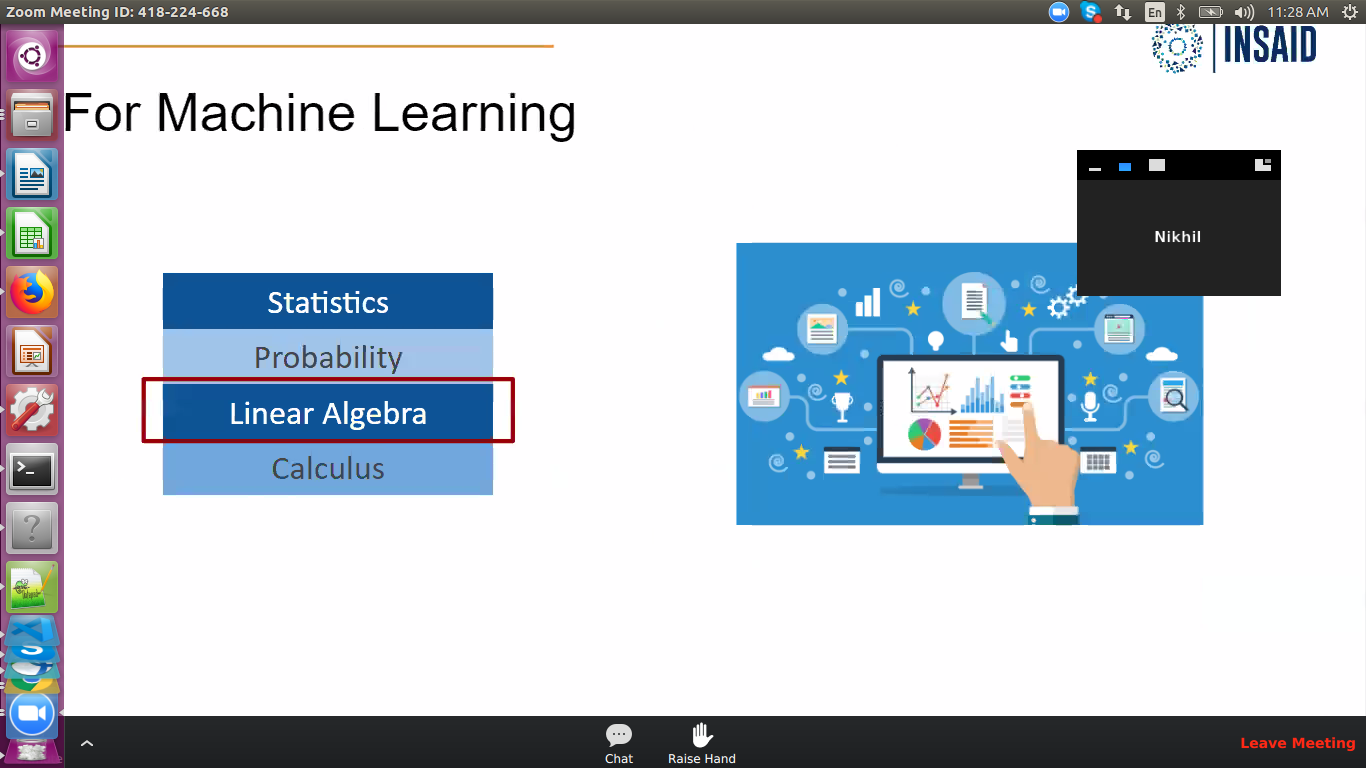 Zoom Meeting ID: 418-224-668
En
11:28 AM
INSAID
For Machine Learning
Nikhil
Statistics
Probability
Linear Algebra
Calculus
Chat
Raise Hand
Leave Meeting